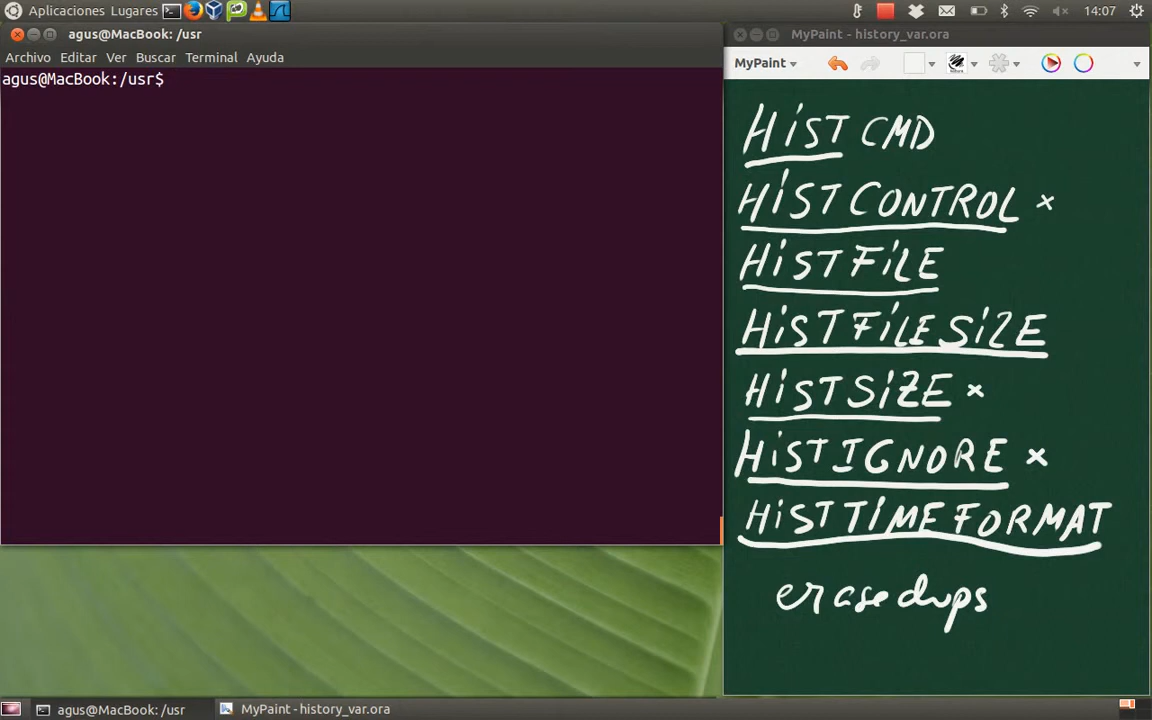 Aplicaciones Lugares 14:07
agus@MacBook: /usr
Archivo Editar Ver Buscar Terminal Ayuda
agus@MacBook:/usr$
MyPaint - history_var.ora
MyPaint
HiST CMD
HiST CONTROL ×
HiST FiLE
HiST FiLE SiZE
HiST SiZE ×
HiST IGNORE ×
HiST TiME FORMAT
erasedups
agus@MacBook: /usr
MyPaint - history_var.ora